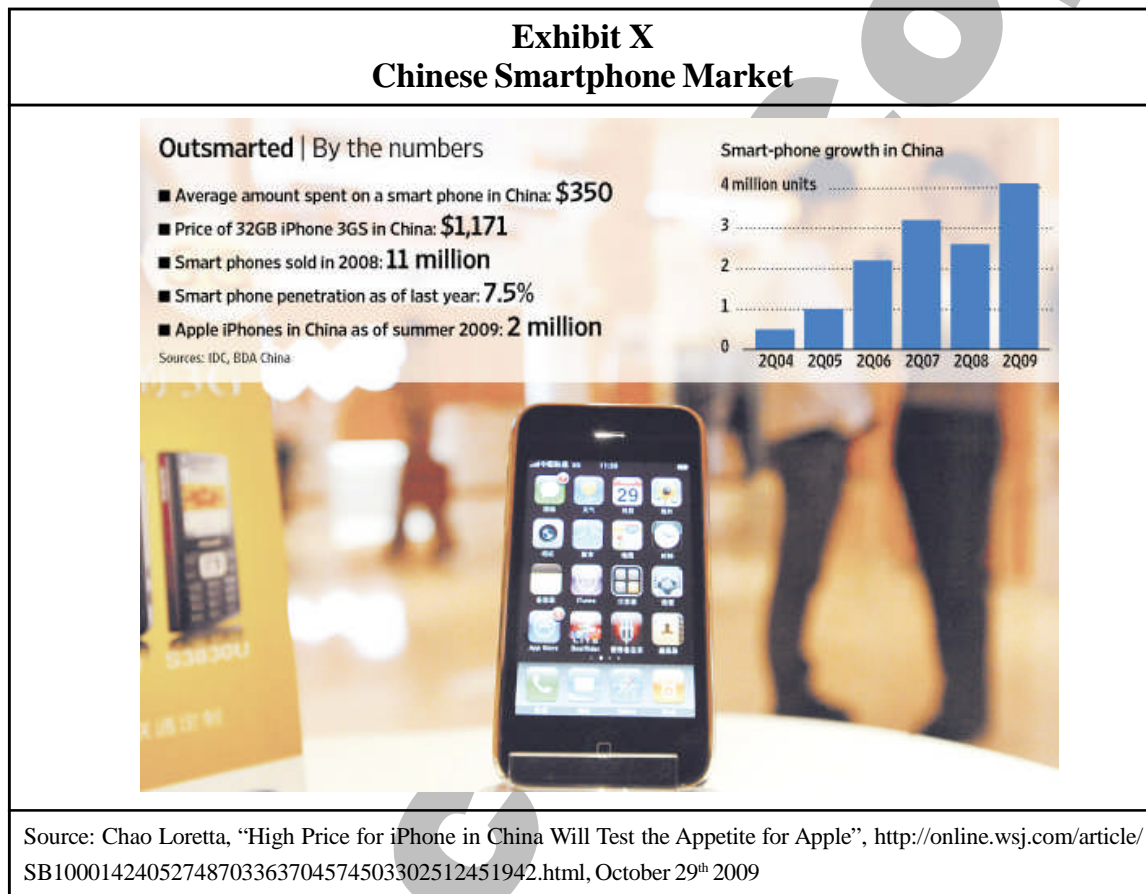 Exhibit X
Chinese Smartphone Market
Outsmarted | By the numbers
■ Average amount spent on a smart phone in China: $350
■ Price of 32GB iPhone 3GS in China: $1,171
■ Smart phones sold in 2008: 11 million
■ Smart phone penetration as of last year: 7.5%
■ Apple iPhones in China as of summer 2009: 2 million
Sources: IDC, BDA China
Smart-phone growth in China
4 million units
3
2
1
0
2Q04 2Q05 2Q06 2Q07 2Q08 2Q09
S3830U
11:39
29
iTunes
App Store
Source: Chao Loretta, “High Price for iPhone in China Will Test the Appetite for Apple”, http://online.wsj.com/article/
SB10001424052748703363704574503302512451942.html, October 29th 2009